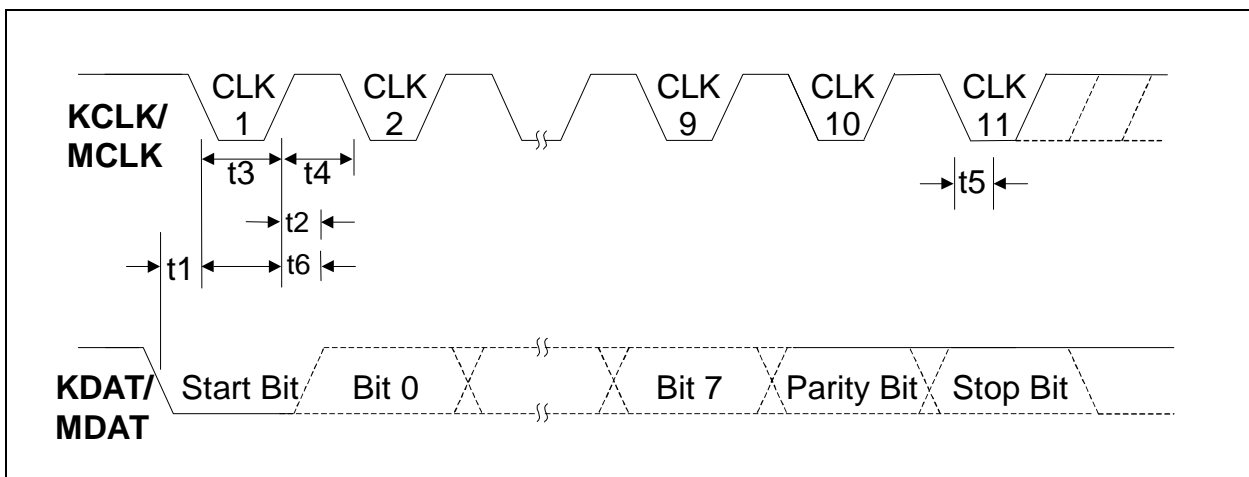 KCLK/
MCLK
CLK
1
CLK
2
CLK
9
CLK
10
CLK
11
t3
t4
t5
t2
t1
t6
KDAT/
MDAT
Start Bit
Bit 0
Bit 7
Parity Bit
Stop Bit